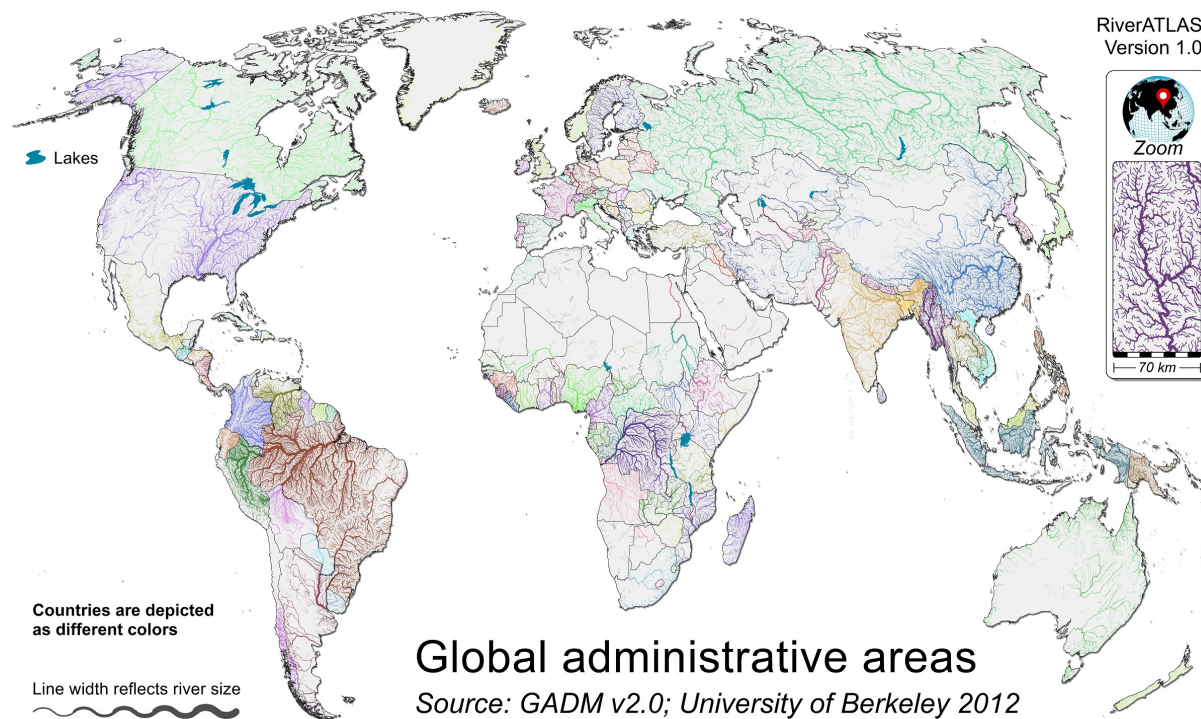 RiverATLAS
Version 1.0
Zoom
Lakes
70 km
Countries are depicted
as different colors
Line width reflects river size
Global administrative areas
Source: GADM v2.0; University of Berkeley 2012